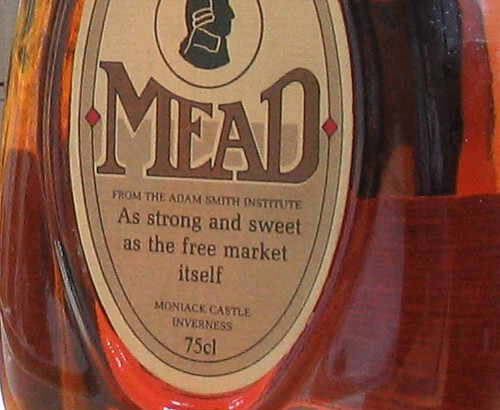 MEAD
FROM THE ADAM SMITH INSTITUTE
As strong and sweet
as the free market
itself
MONIACK CASTLE
INVERNESS
75cl